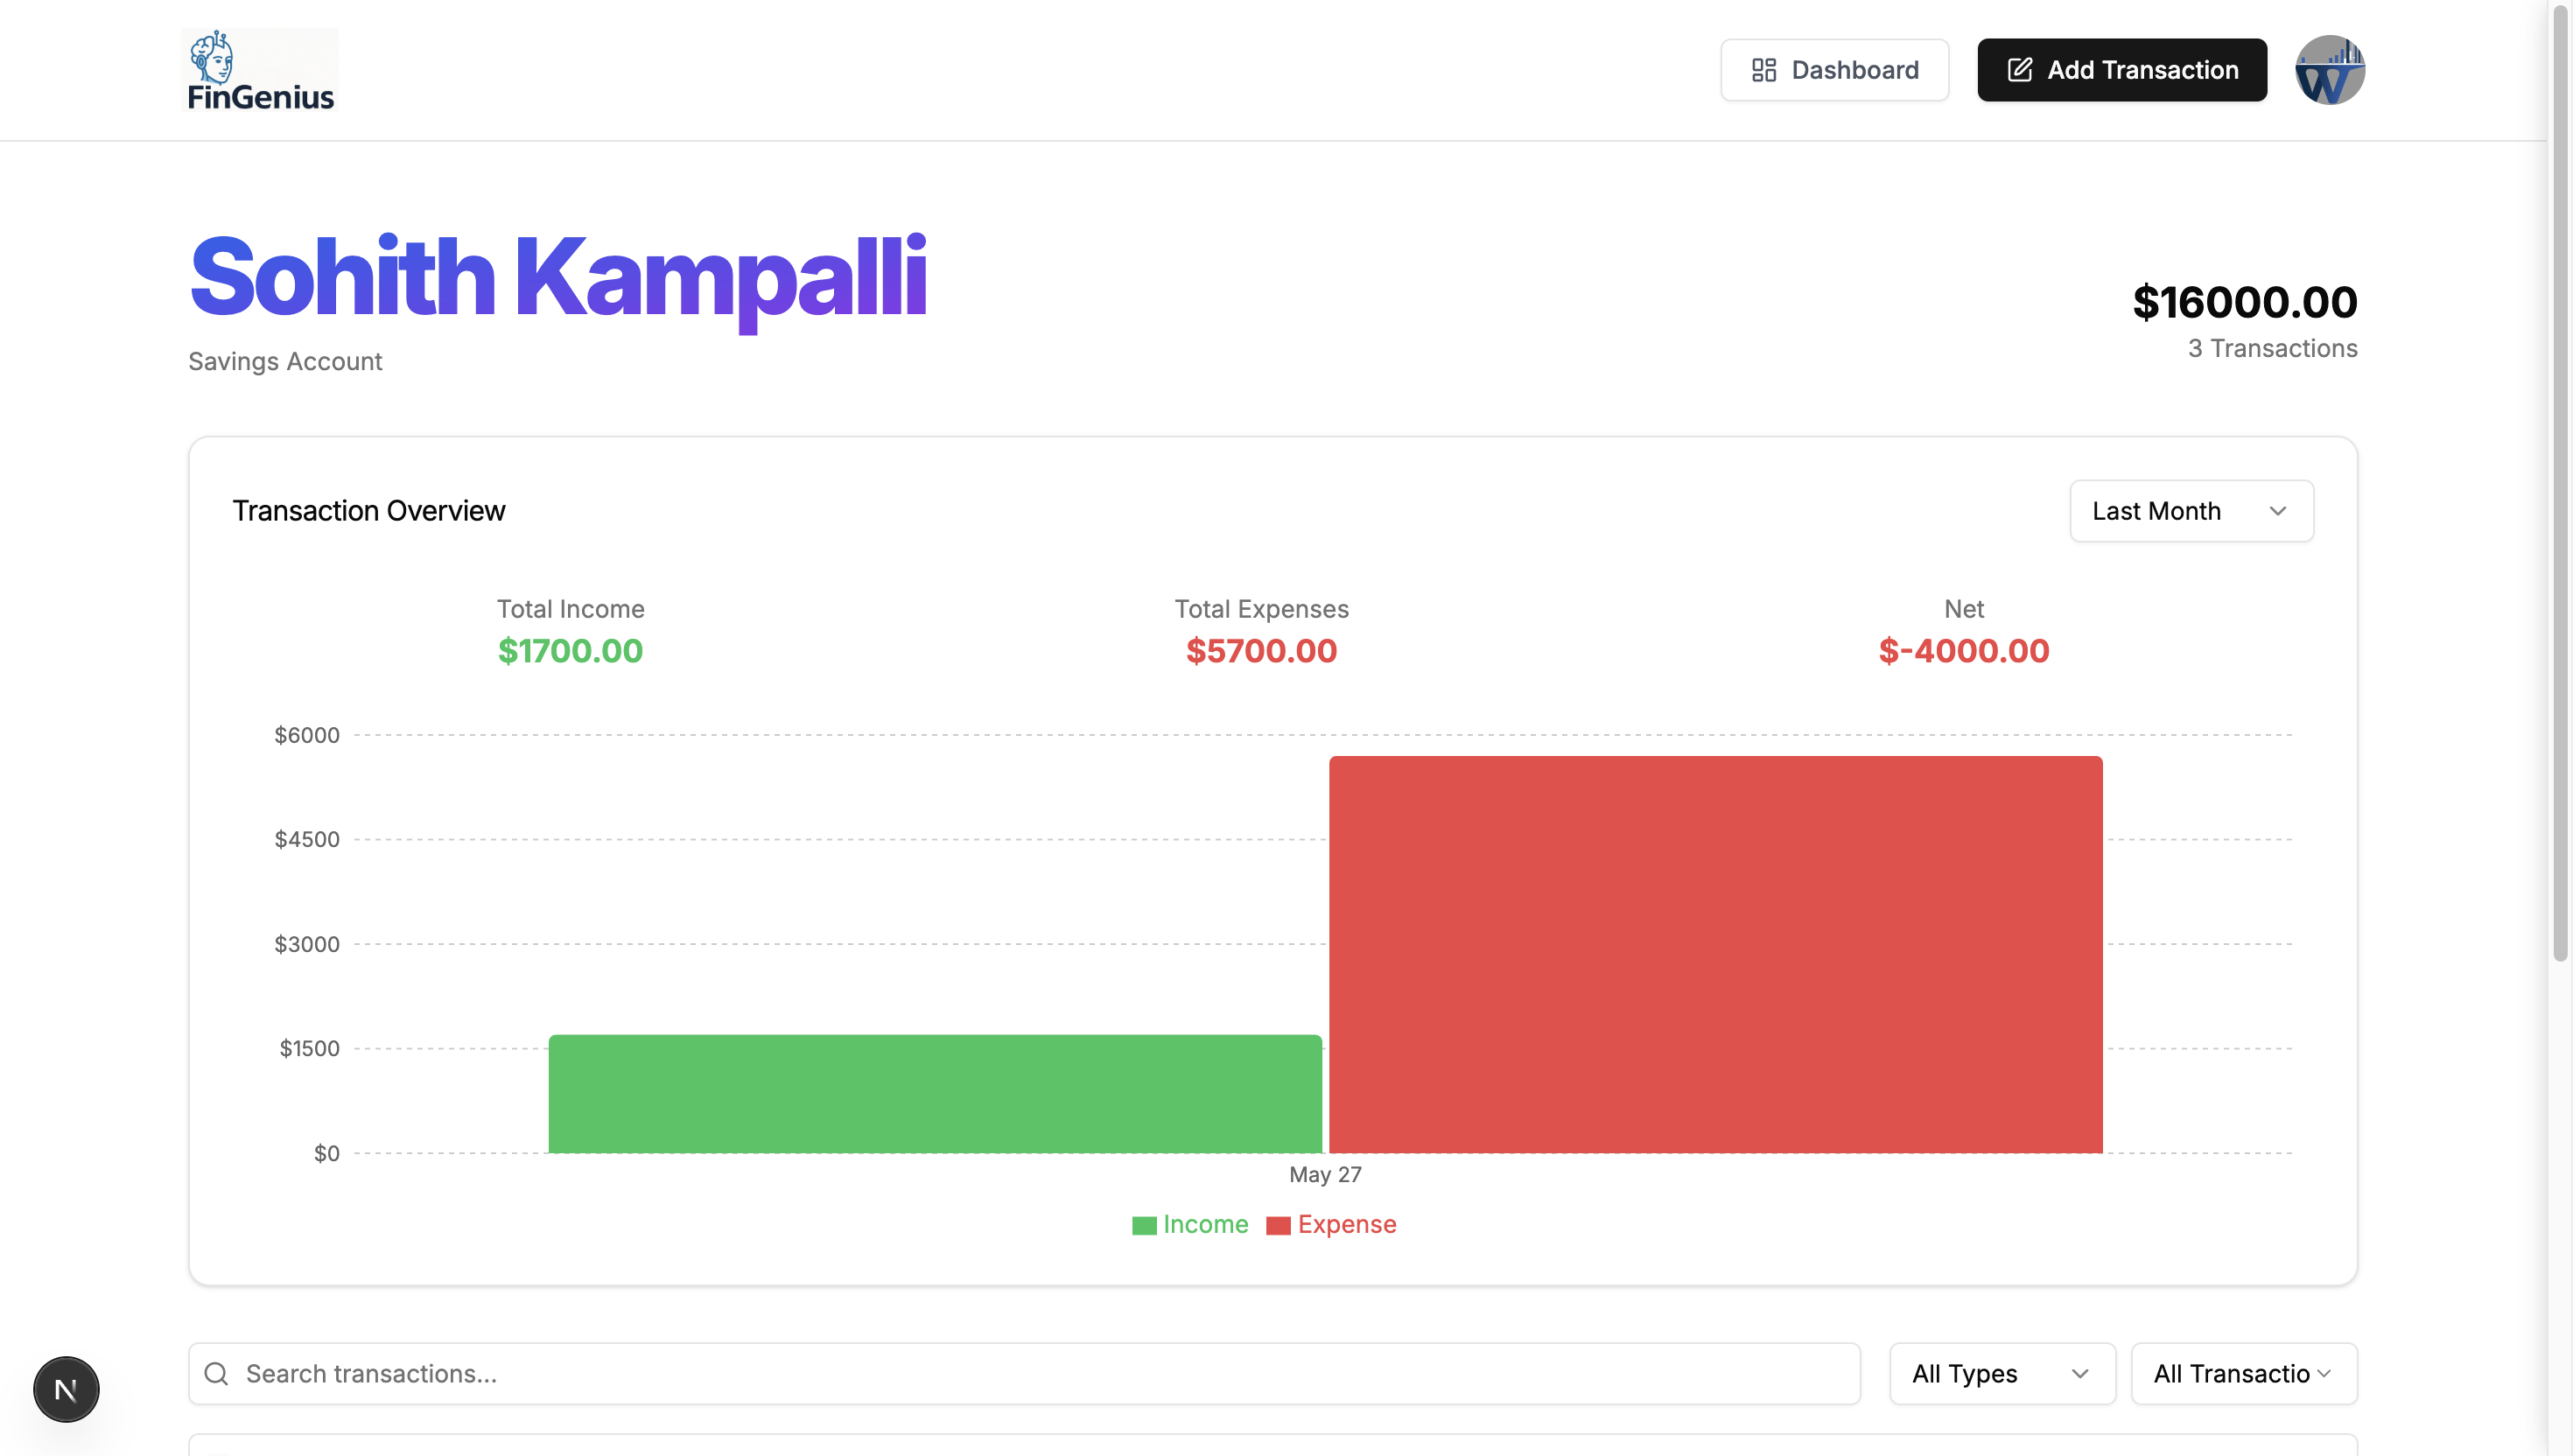 FinGenius
Dashboard
Add Transaction
W
Sohith Kampalli
Savings Account
$16000.00
3 Transactions
Transaction Overview
Last Month
Total Income
$1700.00
Total Expenses
$5700.00
Net
$-4000.00
$6000
$4500
$3000
$1500
$0
May 27
Income
Expense
N
Search transactions...
All Types
All Transactio